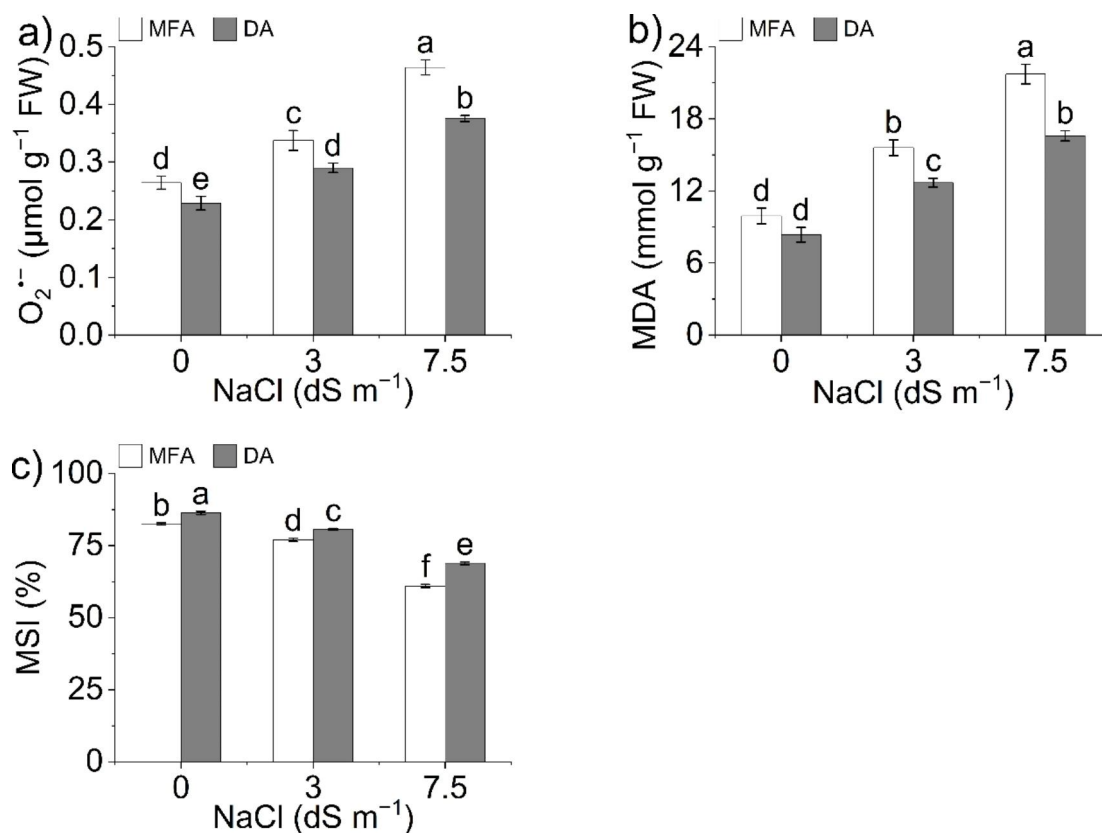 a)
MFA DA
O₂•− (µmol g⁻¹ FW)
0.5
0.4
0.3
0.2
0.1
0.0
d e c d a b
0 3 7.5
NaCl (dS m⁻¹)
b)
MFA DA
MDA (mmol g⁻¹ FW)
24
18
12
6
0
d d b c a b
0 3 7.5
NaCl (dS m⁻¹)
c)
MFA DA
MSI (%)
100
75
50
25
0
b a d c f e
0 3 7.5
NaCl (dS m⁻¹)